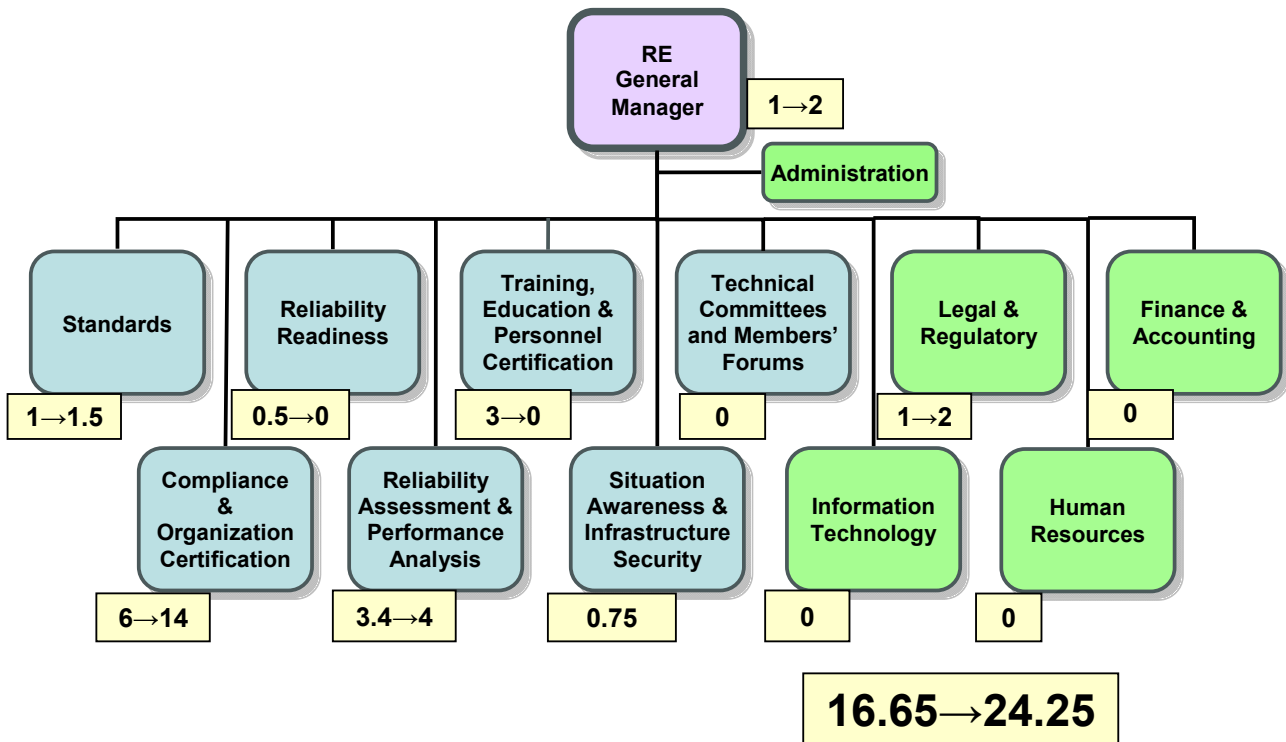 RE
General
Manager
1→2
Administration
Standards
1→1.5
Reliability
Readiness
0.5→0
Training,
Education &
Personnel
Certification
3→0
Technical
Committees
and Members’
Forums
0
Legal &
Regulatory
1→2
Finance &
Accounting
0
Compliance
&
Organization
Certification
6→14
Reliability
Assessment &
Performance
Analysis
3.4→4
Situation
Awareness &
Infrastructure
Security
0.75
Information
Technology
0
Human
Resources
0
16.65→24.25